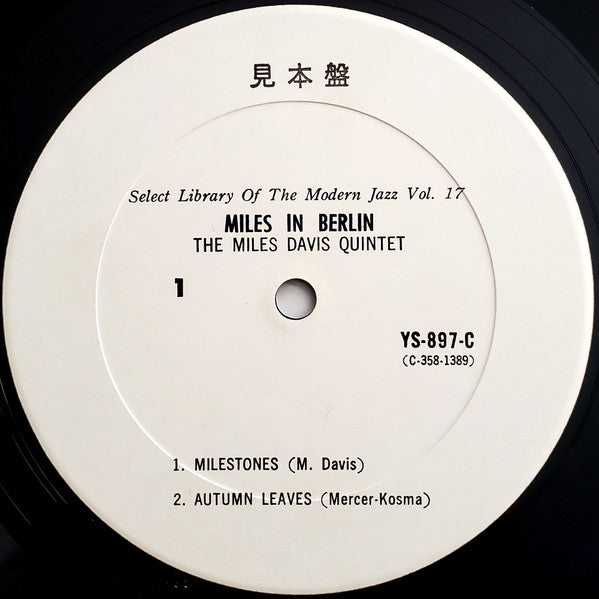 見本盤
Select Library Of The Modern Jazz Vol. 17
MILES IN BERLIN
THE MILES DAVIS QUINTET
1
YS-897-C
(C-358-1389)
1. MILESTONES (M. Davis)
2. AUTUMN LEAVES (Mercer-Kosma)